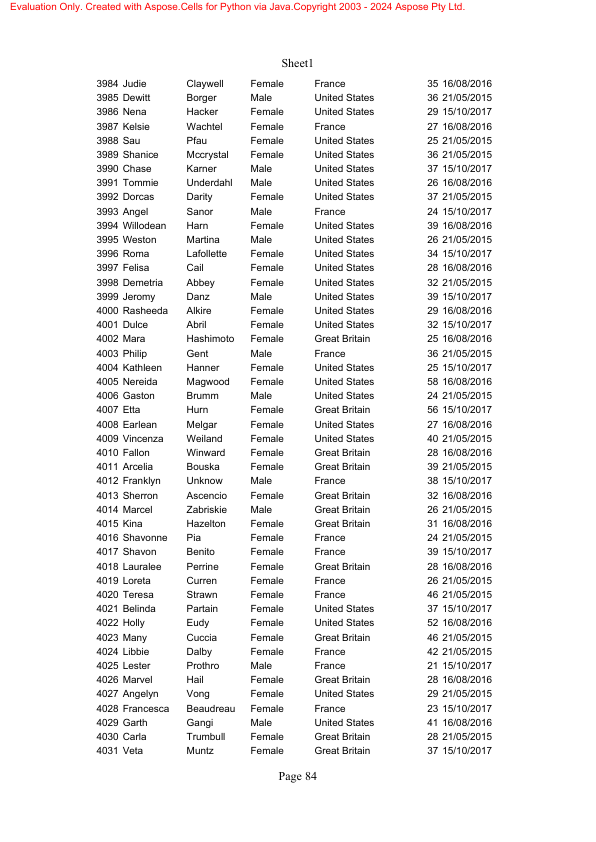 Evaluation Only. Created with Aspose.Cells for Python via Java.Copyright 2003 - 2024 Aspose Pty Ltd.
Sheet1
3984 Judie Claywell Female France 35 16/08/2016
3985 Dewitt Borger Male United States 36 21/05/2015
3986 Nena Hacker Female United States 29 15/10/2017
3987 Kelsie Wachtel Female France 27 16/08/2016
3988 Sau Pfau Female United States 25 21/05/2015
3989 Shanice Mccrystal Female United States 36 21/05/2015
3990 Chase Karner Male United States 37 15/10/2017
3991 Tommie Underdahl Male United States 26 16/08/2016
3992 Dorcas Darity Female United States 37 21/05/2015
3993 Angel Sanor Male France 24 15/10/2017
3994 Willodean Harn Female United States 39 16/08/2016
3995 Weston Martina Male United States 26 21/05/2015
3996 Roma Lafollette Female United States 34 15/10/2017
3997 Felisa Cail Female United States 28 16/08/2016
3998 Demetria Abbey Female United States 32 21/05/2015
3999 Jeromy Danz Male United States 39 15/10/2017
4000 Rasheeda Alkire Female United States 29 16/08/2016
4001 Dulce Abril Female United States 32 15/10/2017
4002 Mara Hashimoto Female Great Britain 25 16/08/2016
4003 Philip Gent Male France 36 21/05/2015
4004 Kathleen Hanner Female United States 25 15/10/2017
4005 Nereida Magwood Female United States 58 16/08/2016
4006 Gaston Brumm Male United States 24 21/05/2015
4007 Etta Hurn Female Great Britain 56 15/10/2017
4008 Earlean Melgar Female United States 27 16/08/2016
4009 Vincenza Weiland Female United States 40 21/05/2015
4010 Fallon Winward Female Great Britain 28 16/08/2016
4011 Arcelia Bouska Female Great Britain 39 21/05/2015
4012 Franklyn Unknow Male France 38 15/10/2017
4013 Sherron Ascencio Female Great Britain 32 16/08/2016
4014 Marcel Zabriskie Male Great Britain 26 21/05/2015
4015 Kina Hazelton Female Great Britain 31 16/08/2016
4016 Shavonne Pia Female France 24 21/05/2015
4017 Shavon Benito Female France 39 15/10/2017
4018 Lauralee Perrine Female Great Britain 28 16/08/2016
4019 Loreta Curren Female France 26 21/05/2015
4020 Teresa Strawn Female France 46 21/05/2015
4021 Belinda Partain Female United States 37 15/10/2017
4022 Holly Eudy Female United States 52 16/08/2016
4023 Many Cuccia Female Great Britain 46 21/05/2015
4024 Libbie Dalby Female France 42 21/05/2015
4025 Lester Prothro Male France 21 15/10/2017
4026 Marvel Hail Female Great Britain 28 16/08/2016
4027 Angelyn Vong Female United States 29 21/05/2015
4028 Francesca Beaudreau Female France 23 15/10/2017
4029 Garth Gangi Male United States 41 16/08/2016
4030 Carla Trumbull Female Great Britain 28 21/05/2015
4031 Veta Muntz Female Great Britain 37 15/10/2017
Page 84